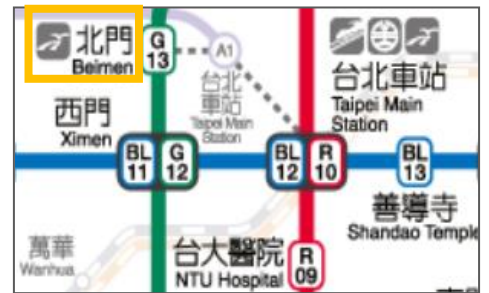 北門
Beimen
G
13
A1
台北
車站
Taipei Main
Station
台北車站
Taipei Main
Station
西門
Ximen
BL
11
G
12
BL
12
R
10
BL
13
善導寺
Shandao Temple
萬華
Wanhua
台大醫院
NTU Hospital
R
09